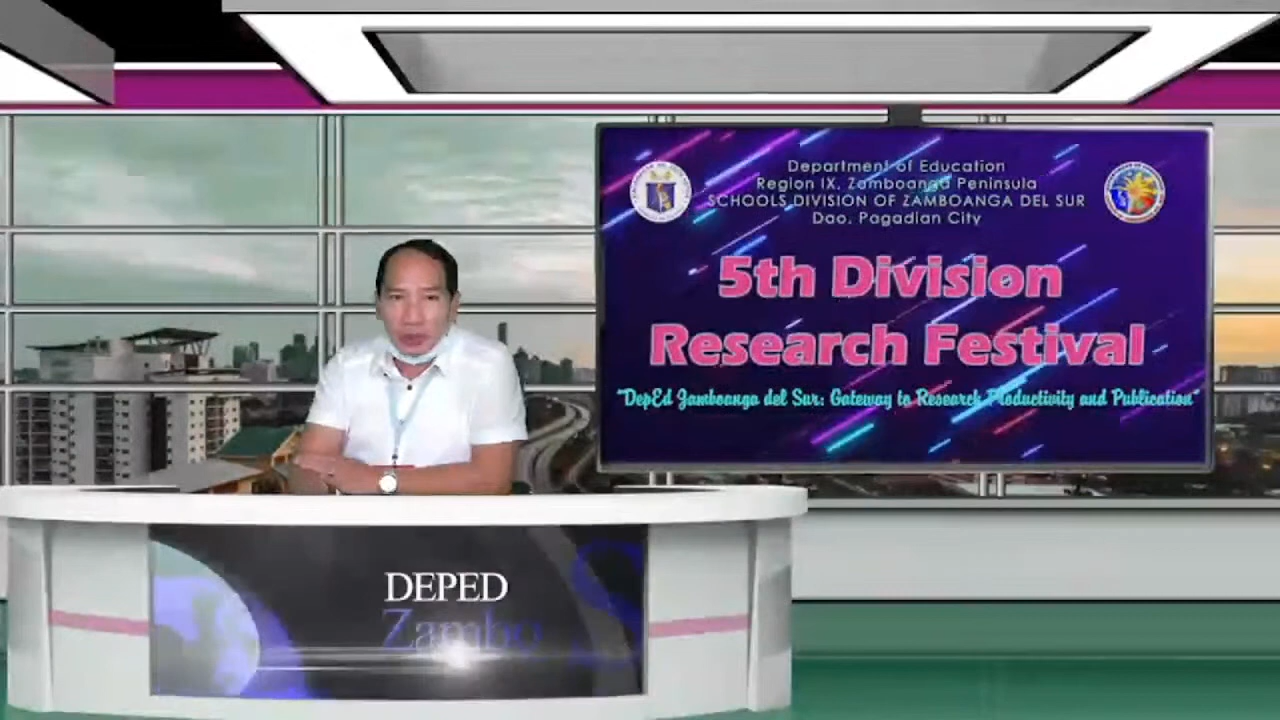 Department of Education
Region IX, Zamboanga Peninsula
SCHOOLS DIVISION OF ZAMBOANGA DEL SUR
Dao, Pagadian City
5th Division
Research Festival
"DepEd Zamboanga del Sur: Gateway to Research Productivity and Publication"
DEPED
Zambo